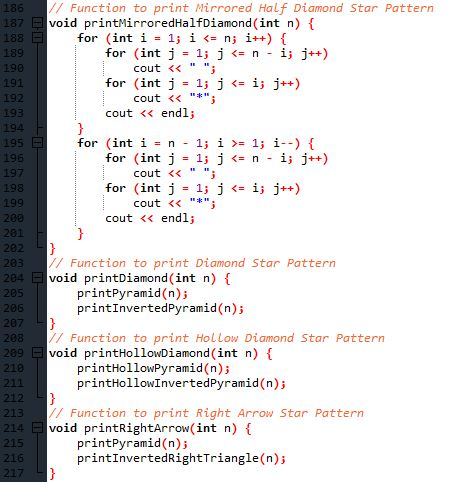 186 // Function to print Mirrored Half Diamond Star Pattern
187 void printMirroredHalfDiamond(int n) {
188     for (int i = 1; i <= n; i++) {
189         for (int j = 1; j <= n - i; j++)
190             cout << " ";
191         for (int j = 1; j <= i; j++)
192             cout << "*";
193         cout << endl;
194     }
195     for (int i = n - 1; i >= 1; i--) {
196         for (int j = 1; j <= n - i; j++)
197             cout << " ";
198         for (int j = 1; j <= i; j++)
199             cout << "*";
200         cout << endl;
201     }
202 }
203 // Function to print Diamond Star Pattern
204 void printDiamond(int n) {
205     printPyramid(n);
206     printInvertedPyramid(n);
207 }
208 // Function to print Hollow Diamond Star Pattern
209 void printHollowDiamond(int n) {
210     printHollowPyramid(n);
211     printHollowInvertedPyramid(n);
212 }
213 // Function to print Right Arrow Star Pattern
214 void printRightArrow(int n) {
215     printPyramid(n);
216     printInvertedRightTriangle(n);
217 }